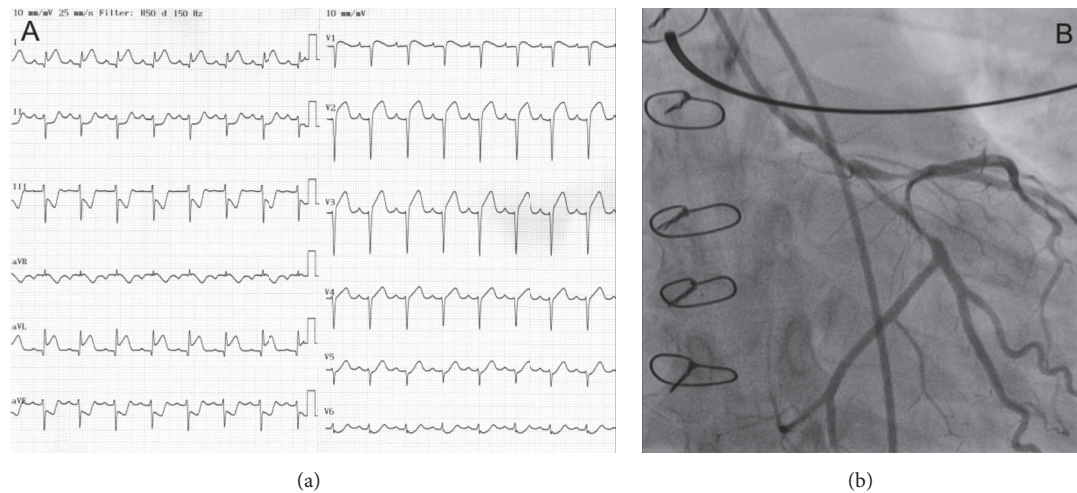 10 mm/mV 25 mm/s Filter: H50 d 150 Hz
10 mm/mV
A
I
II
III
aVR
aVL
aVF
V1
V2
V3
V4
V5
V6
B
(a)
(b)